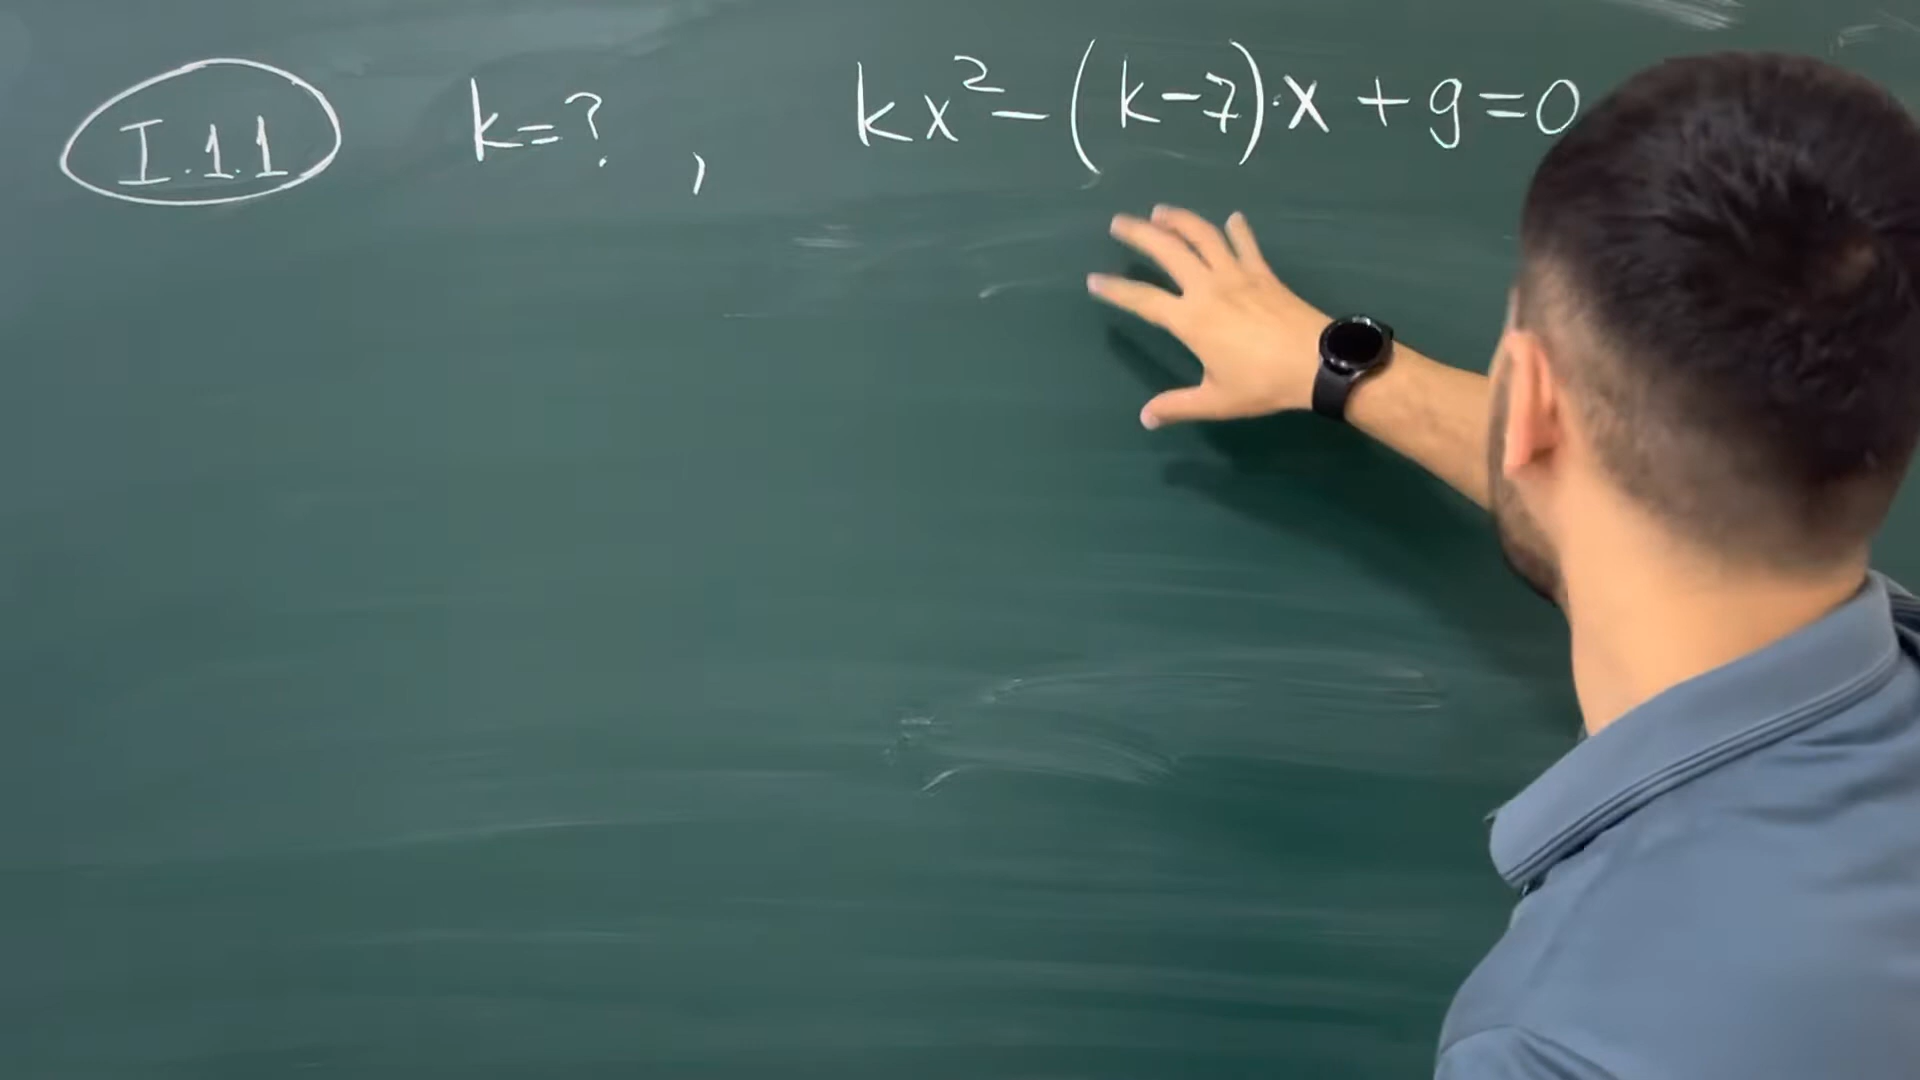 I.1.1 k=? , kx²-(k-7)·x+9=0